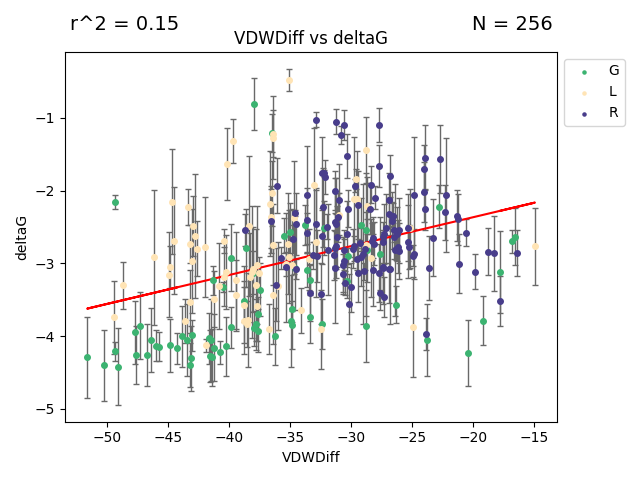 r^2 = 0.15
N = 256
VDWDiff vs deltaG
G
L
R
deltaG
−1
−2
−3
−4
−5
−50 −45 −40 −35 −30 −25 −20 −15
VDWDiff